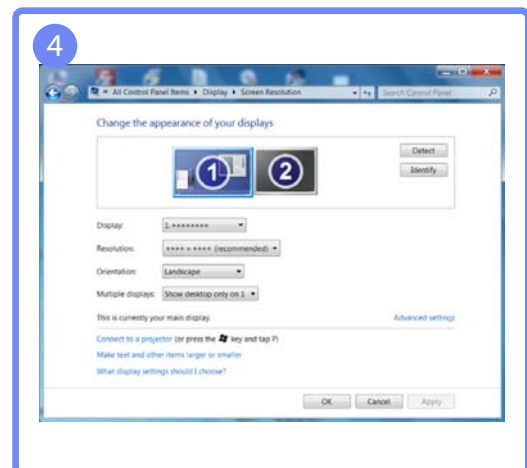 4
All Control Panel Items ▸ Display ▸ Screen Resolution Search Control Panel
Change the appearance of your displays
1 2
Detect
Identify
Display: 1.********
Resolution: **** × **** (recommended)
Orientation: Landscape
Multiple displays: Show desktop only on 1
This is currently your main display. Advanced settings
Connect to a projector (or press the key and tap P)
Make text and other items larger or smaller
What display settings should I choose?
OK Cancel Apply